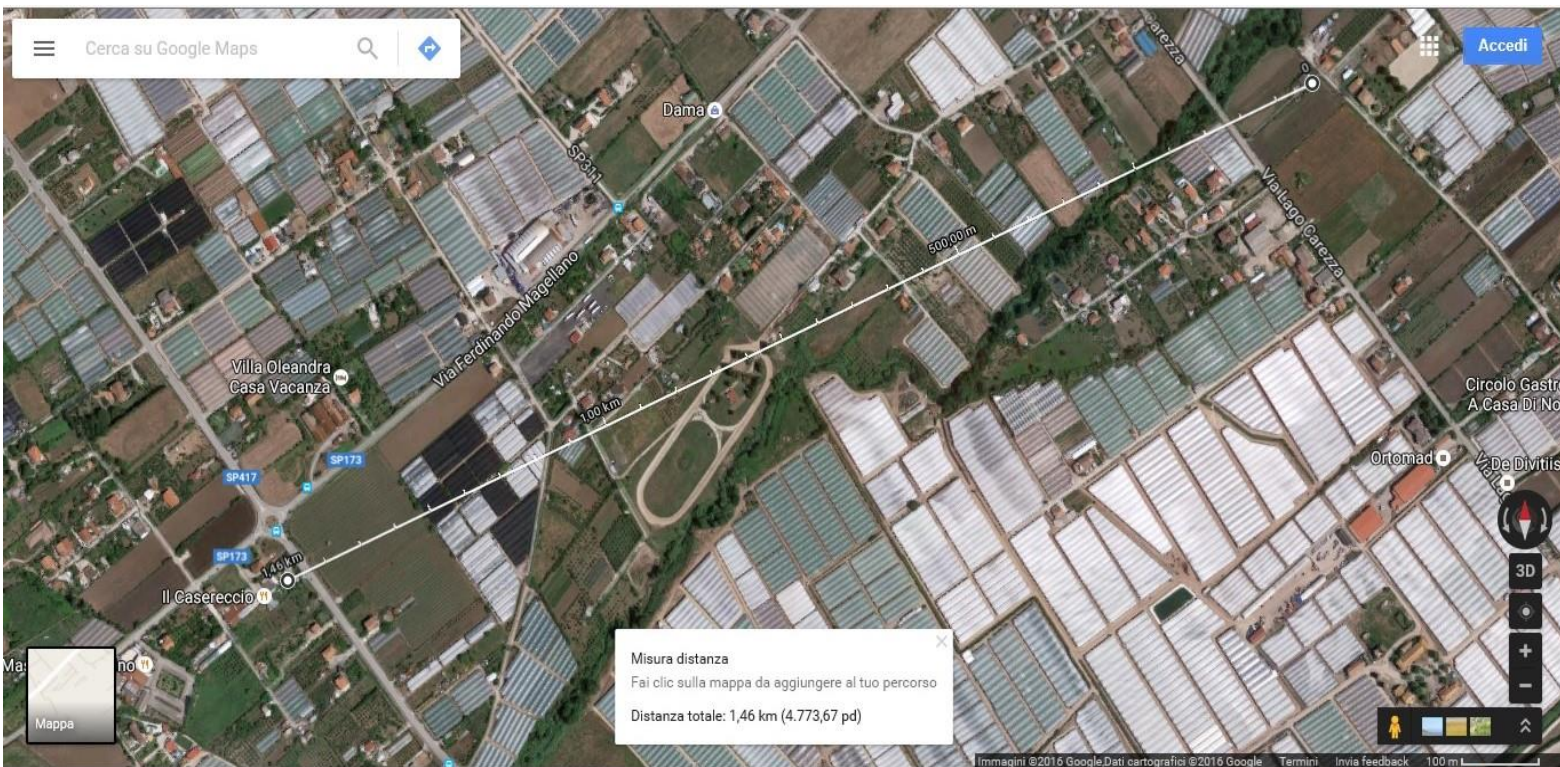 Cerca su Google Maps
Accedi
Carezza
0
Dama
SP311
Via Lago Carezza
500,00 m
Via Ferdinando Magellano
Villa Oleandra
Casa Vacanza
1,00 km
Circolo Gastr
A Casa Di No
SP417
SP173
Ortomad
De Divitiis
SP173
1,46 km
Il Casereccio
3D
Misura distanza
Fai clic sulla mappa da aggiungere al tuo percorso
Distanza totale: 1,46 km (4.773,67 pd)
Mas
no
Mappa
Immagini ©2016 Google,Dati cartografici ©2016 Google Termini Invia feedback 100 m